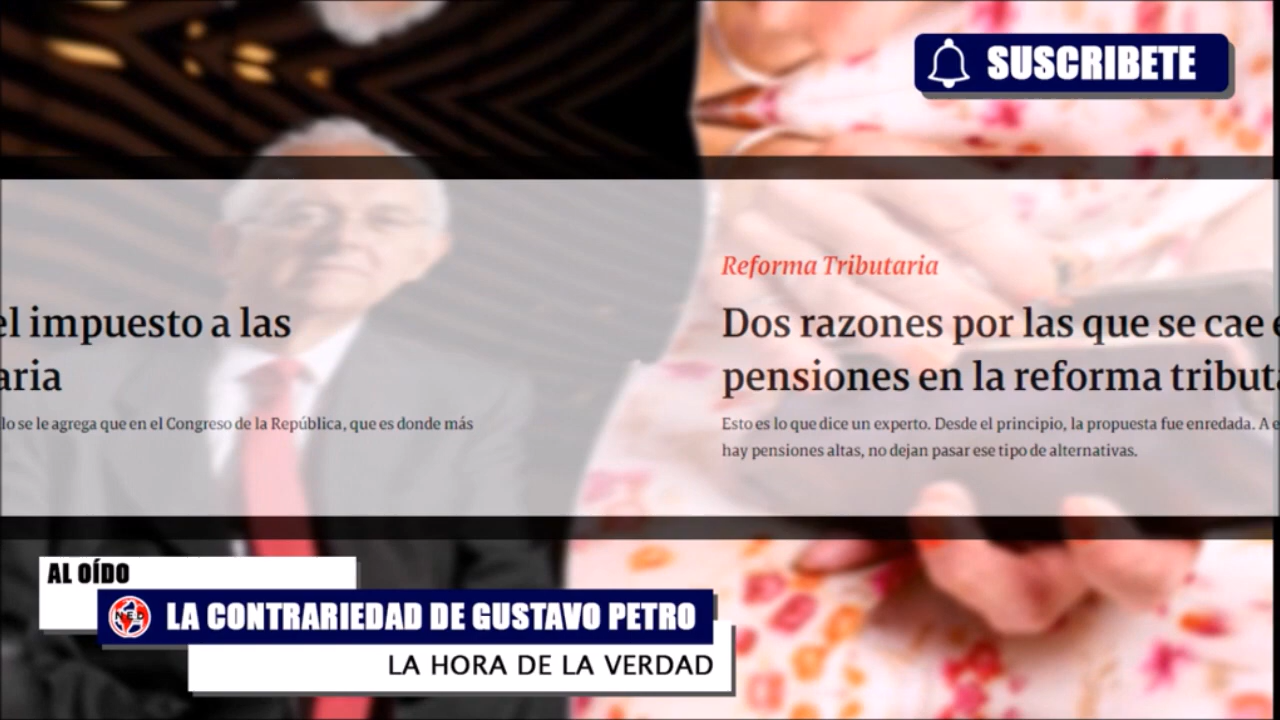 SUSCRIBETE
el impuesto a las
aria
lo se le agrega que en el Congreso de la República, que es donde más
Reforma Tributaria
Dos razones por las que se cae
pensiones en la reforma tributa
Esto es lo que dice un experto. Desde el principio, la propuesta fue enredada. A
hay pensiones altas, no dejan pasar ese tipo de alternativas.
AL OÍDO
LA CONTRARIEDAD DE GUSTAVO PETRO
LA HORA DE LA VERDAD